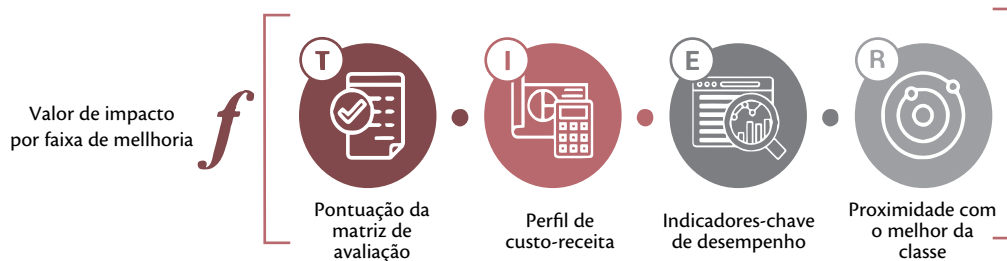 Valor de impacto
por faixa de mellhoria
f
T
I
E
R
Pontuação da
matriz de
avaliação
Perfil de
custo-receita
Indicadores-chave
de desempenho
Proximidade com
o melhor da
classe